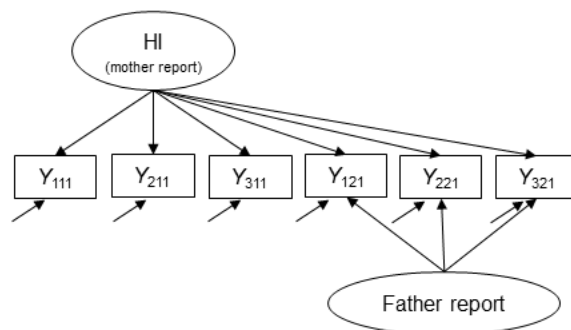 HI
(mother report)
Y₁₁₁ Y₂₁₁ Y₃₁₁ Y₁₂₁ Y₂₂₁ Y₃₂₁
Father report